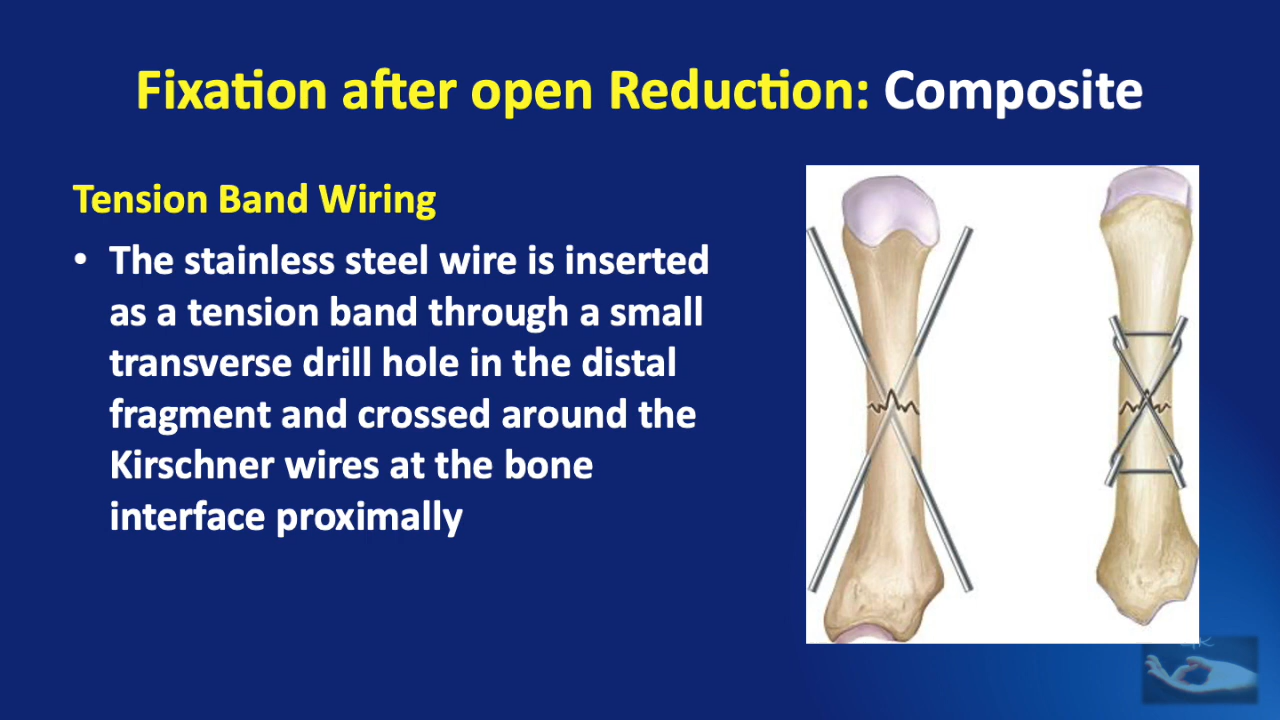 Fixation after open Reduction: Composite
Tension Band Wiring
• The stainless steel wire is inserted
as a tension band through a small
transverse drill hole in the distal
fragment and crossed around the
Kirschner wires at the bone
interface proximally